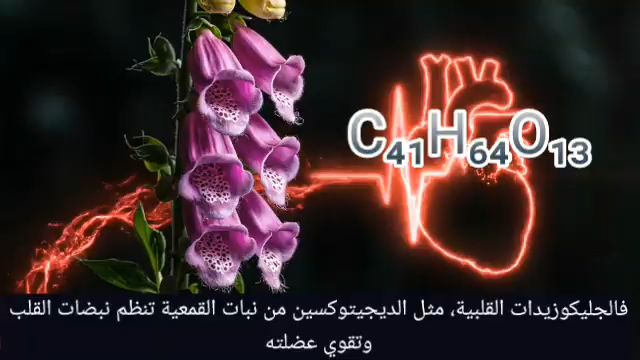 C₄₁H₆₄O₁₃
فالجليكوزيدات القلبية، مثل الديجيتوكسين من نبات القمعية تنظم نبضات القلب
وتقوي عضلته